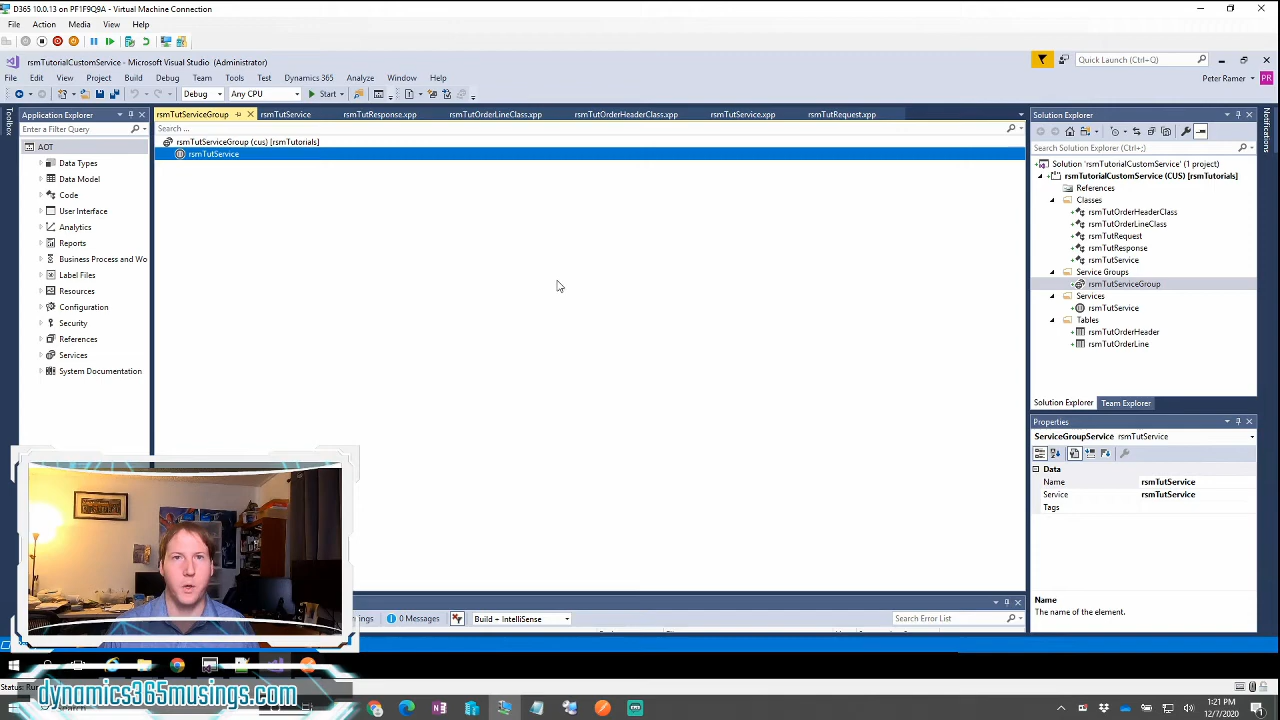 D365 10.0.13 on PF1F9Q9A - Virtual Machine Connection
File Action Media View Help
rsmTutorialCustomService - Microsoft Visual Studio (Administrator)
Quick Launch (Ctrl+Q)
File Edit View Project Build Debug Team Tools Test Dynamics 365 Analyze Window Help
Peter Ramer PR
Debug Any CPU Start
Toolbox
Application Explorer
rsmTutServiceGroup rsmTutService rsmTutResponse.xpp rsmTutOrderLineClass.xpp rsmTutOrderHeaderClass.xpp rsmTutService.xpp rsmTutRequest.xpp
Solution Explorer
Notifications
Enter a Filter Query
Search ...
AOT
Data Types
Data Model
Code
User Interface
Analytics
Reports
Business Process and Wo
Label Files
Resources
Configuration
Security
References
Services
System Documentation
rsmTutServiceGroup (cus) [rsmTutorials]
rsmTutService
Search Solution Explorer (Ctrl+;)
Solution 'rsmTutorialCustomService' (1 project)
rsmTutorialCustomService (CUS) [rsmTutorials]
References
Classes
rsmTutOrderHeaderClass
rsmTutOrderLineClass
rsmTutRequest
rsmTutResponse
rsmTutService
Service Groups
rsmTutServiceGroup
Services
rsmTutService
Tables
rsmTutOrderHeader
rsmTutOrderLine
Solution Explorer Team Explorer
Properties
ServiceGroupService rsmTutService
Data
Name rsmTutService
Service rsmTutService
Tags
Name
The name of the element.
0 Messages Build + IntelliSense Search Error List
dynamics365musings.com
1:21 PM
12/7/2020